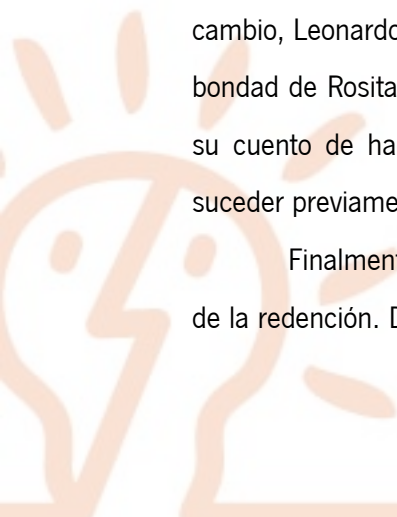 cambio, Leonardo
bondad de Rosita
su cuento de ha
suceder previame
Finalment
de la redención. D